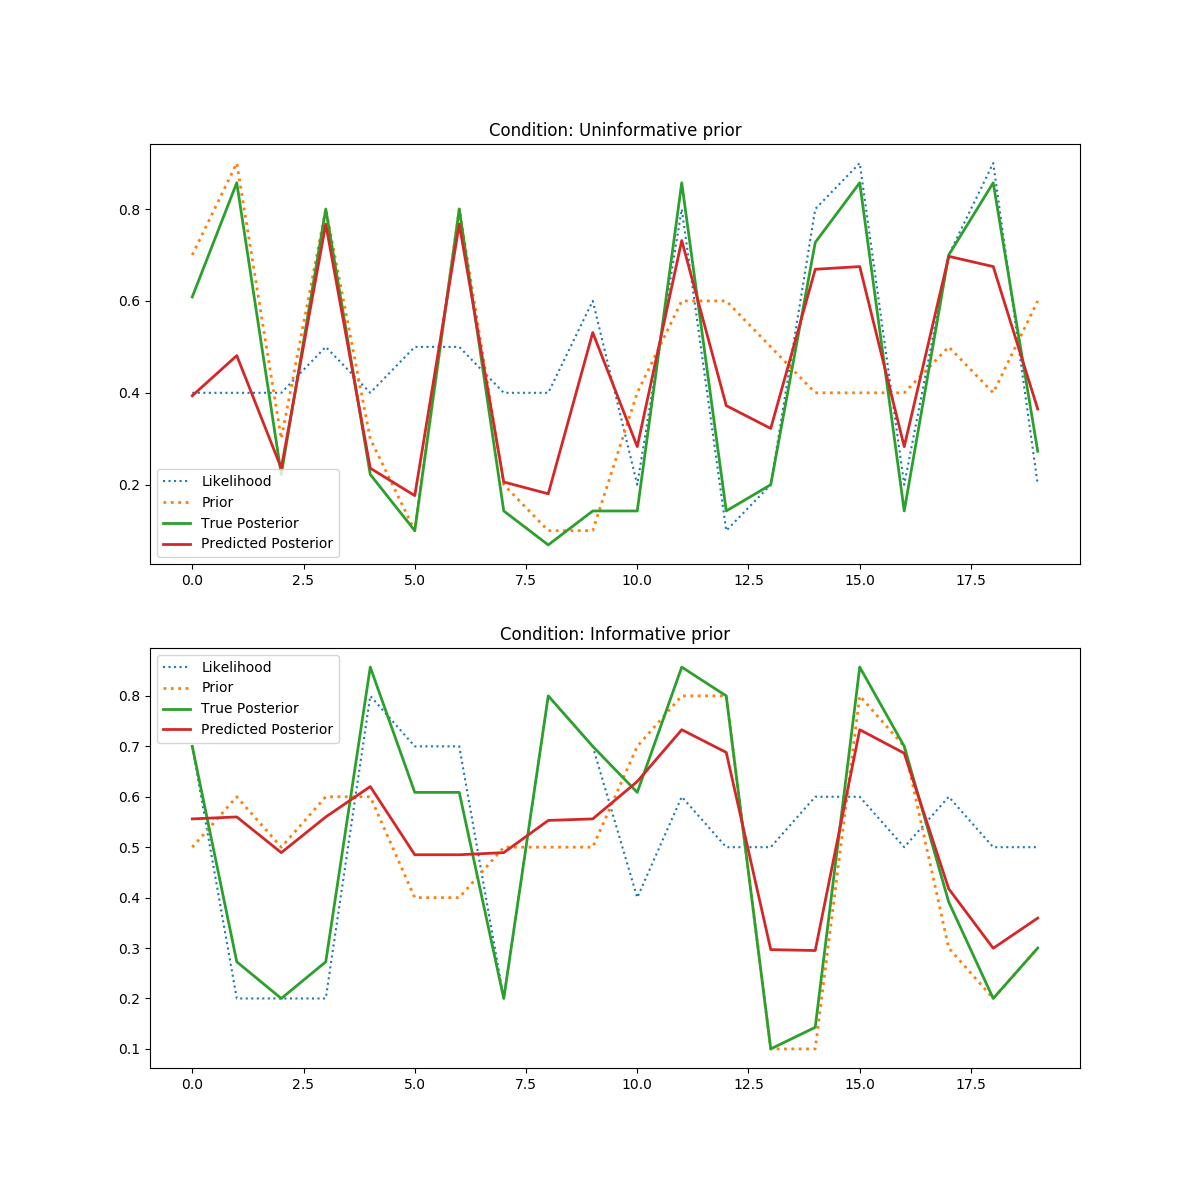 Condition: Uninformative prior
0.8
0.6
0.4
0.2
Likelihood
Prior
True Posterior
Predicted Posterior
0.0 2.5 5.0 7.5 10.0 12.5 15.0 17.5
Condition: Informative prior
Likelihood
Prior
True Posterior
Predicted Posterior
0.8
0.7
0.6
0.5
0.4
0.3
0.2
0.1
0.0 2.5 5.0 7.5 10.0 12.5 15.0 17.5